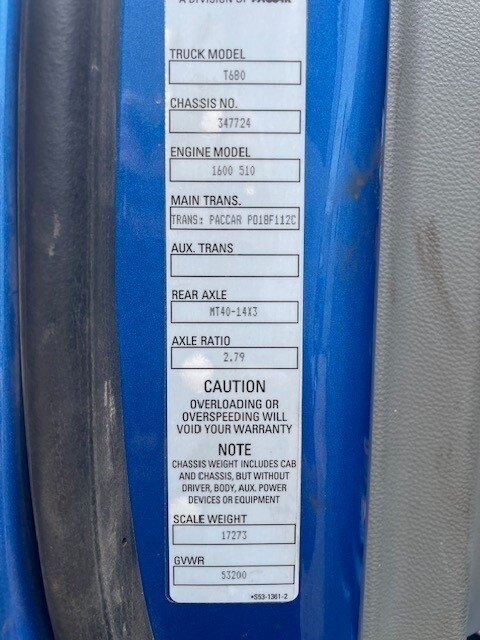 A DIVISION OF PACCAR
TRUCK MODEL
T680
CHASSIS NO.
347724
ENGINE MODEL
1600 510
MAIN TRANS.
TRANS: PACCAR PO18F112C
AUX. TRANS
REAR AXLE
MT40-14X3
AXLE RATIO
2.79
CAUTION
OVERLOADING OR
OVERSPEEDING WILL
VOID YOUR WARRANTY
NOTE
CHASSIS WEIGHT INCLUDES CAB
AND CHASSIS, BUT WITHOUT
DRIVER, BODY, AUX. POWER
DEVICES OR EQUIPMENT
SCALE WEIGHT
17273
GVWR
53200
*S53-1361-2